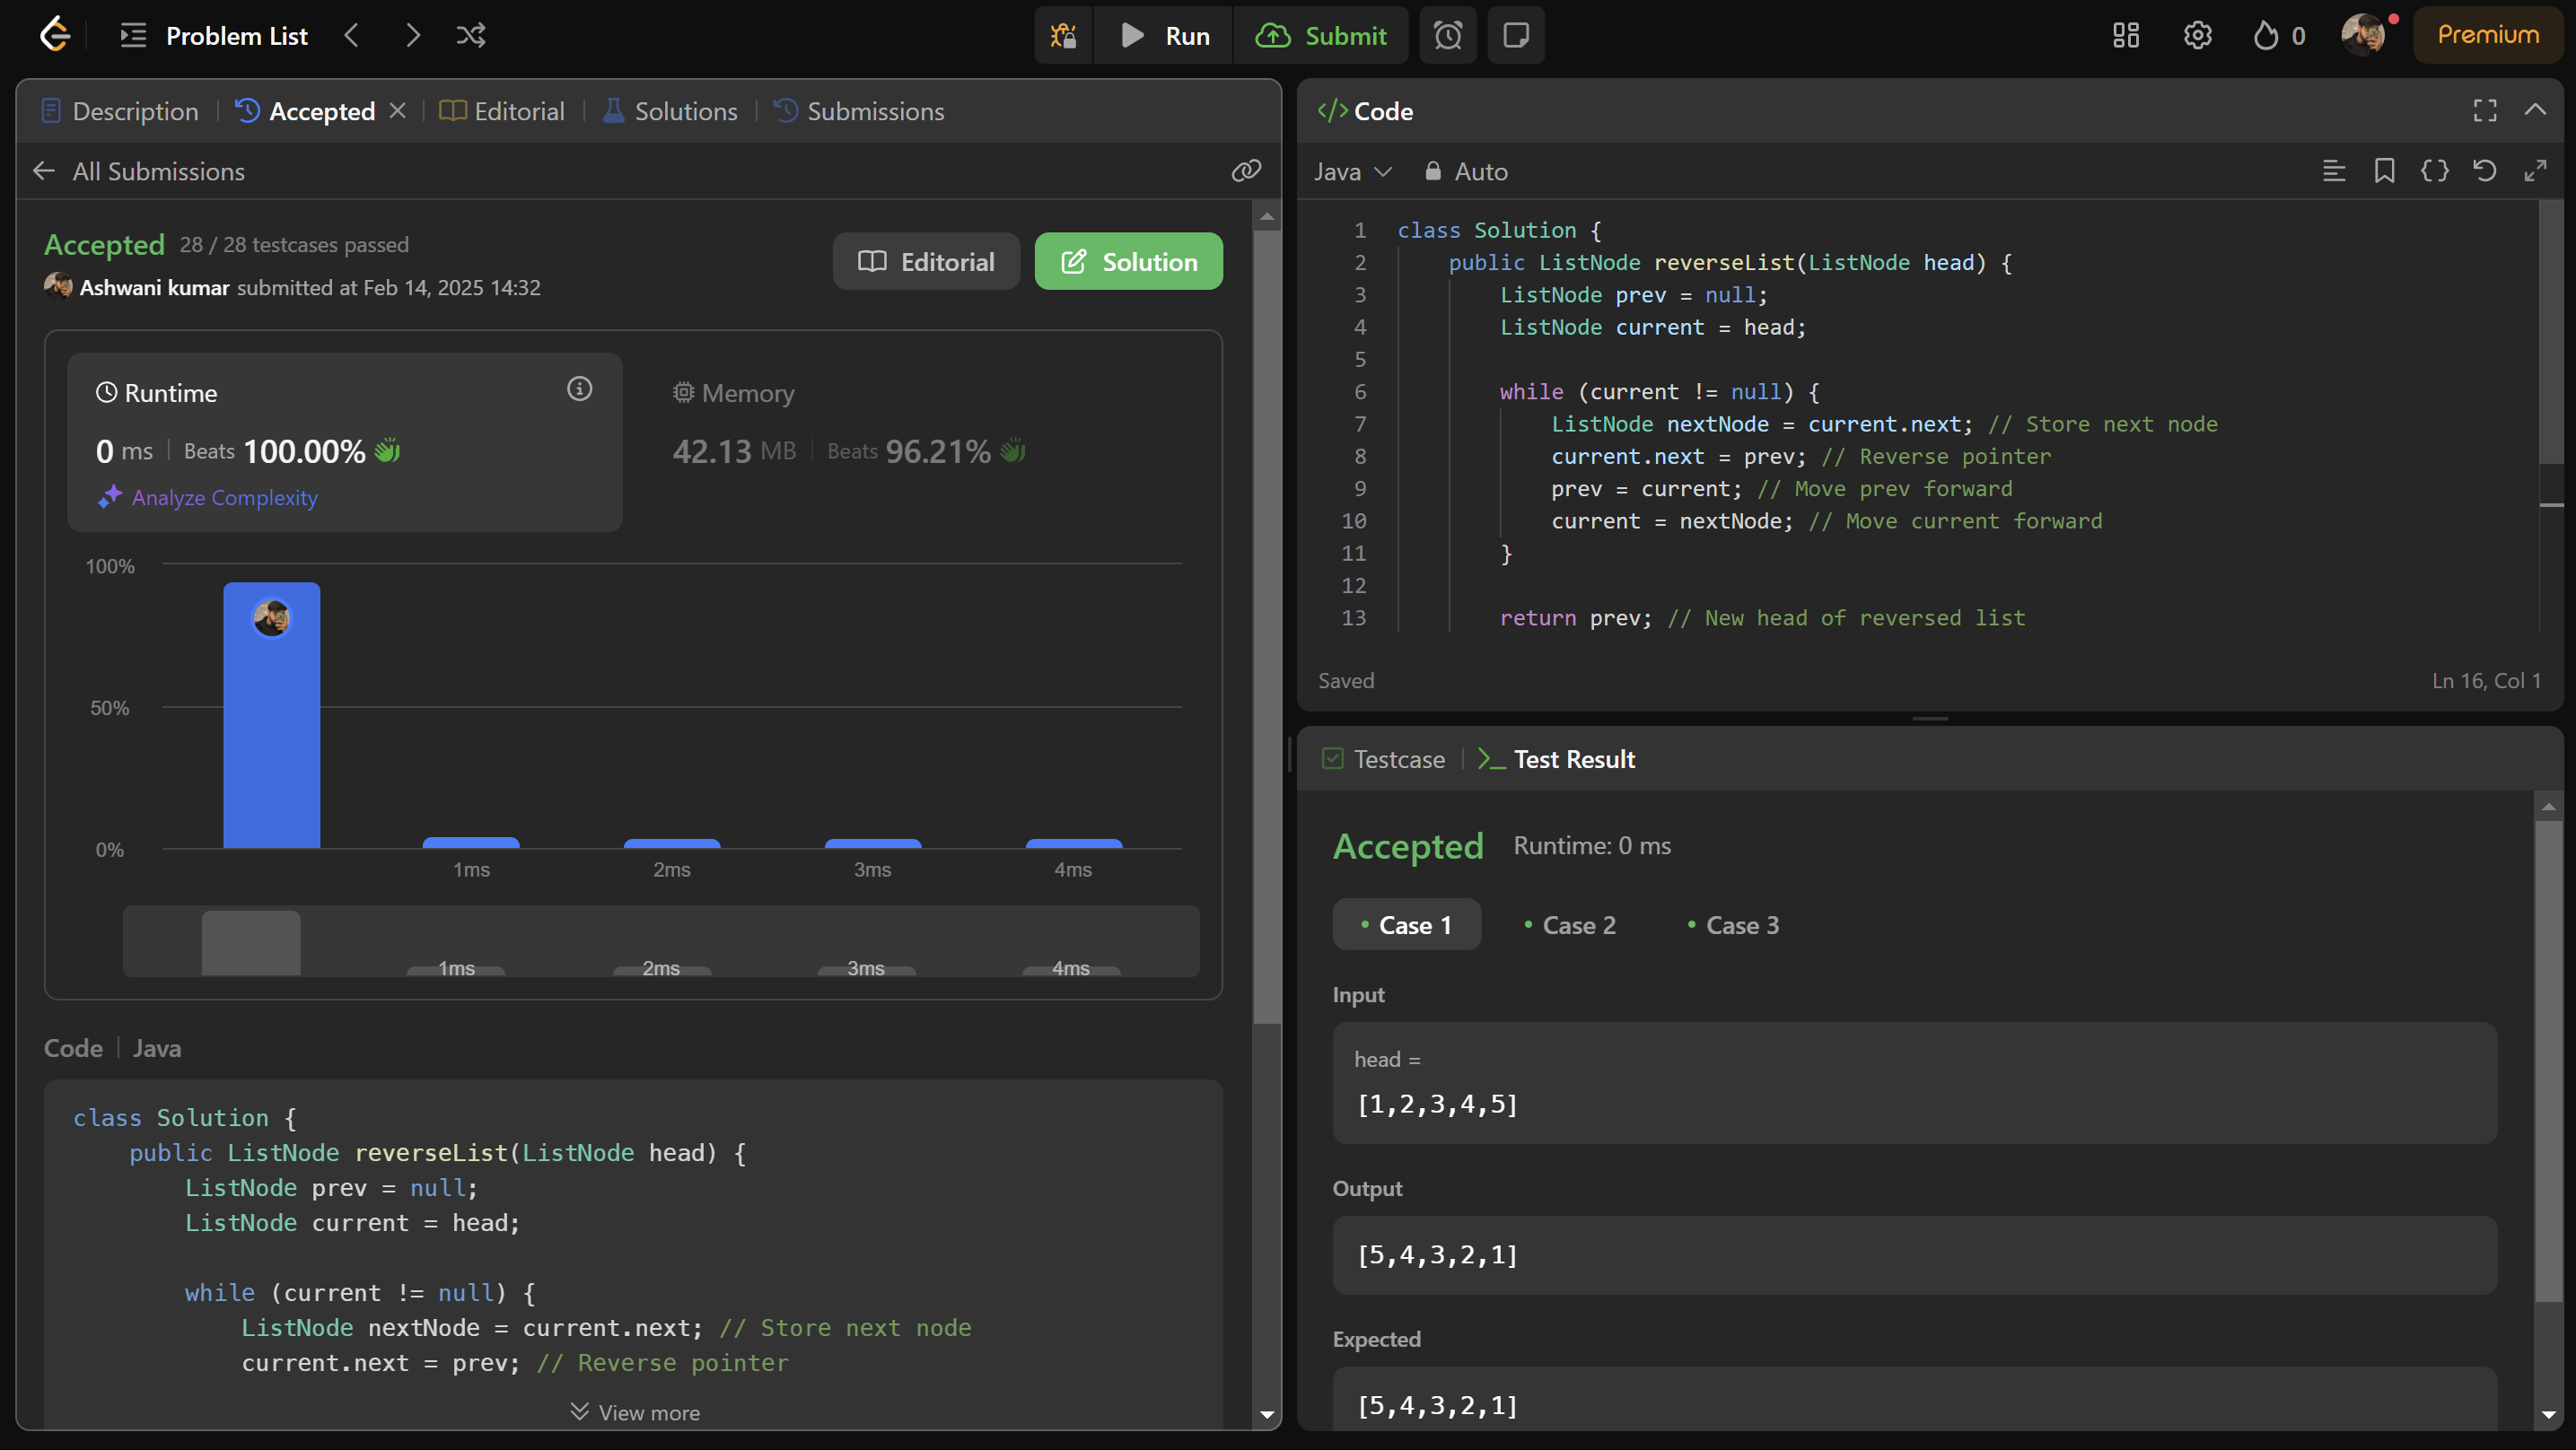 Problem List
Run
Submit
0
Premium
Description
Accepted
Editorial
Solutions
Submissions
All Submissions
Accepted 28 / 28 testcases passed
Ashwani kumar submitted at Feb 14, 2025 14:32
Editorial
Solution
Runtime
0 ms Beats 100.00%
Analyze Complexity
Memory
42.13 MB Beats 96.21%
100%
50%
0%
1ms 2ms 3ms 4ms
1ms 2ms 3ms 4ms
Code Java
class Solution {
    public ListNode reverseList(ListNode head) {
        ListNode prev = null;
        ListNode current = head;
        while (current != null) {
            ListNode nextNode = current.next; // Store next node
            current.next = prev; // Reverse pointer
View more
</> Code
Java Auto
1 class Solution {
2     public ListNode reverseList(ListNode head) {
3         ListNode prev = null;
4         ListNode current = head;
5
6         while (current != null) {
7             ListNode nextNode = current.next; // Store next node
8             current.next = prev; // Reverse pointer
9             prev = current; // Move prev forward
10             current = nextNode; // Move current forward
11         }
12
13         return prev; // New head of reversed list
Saved
Ln 16, Col 1
Testcase
Test Result
Accepted Runtime: 0 ms
Case 1 Case 2 Case 3
Input
head =
[1,2,3,4,5]
Output
[5,4,3,2,1]
Expected
[5,4,3,2,1]